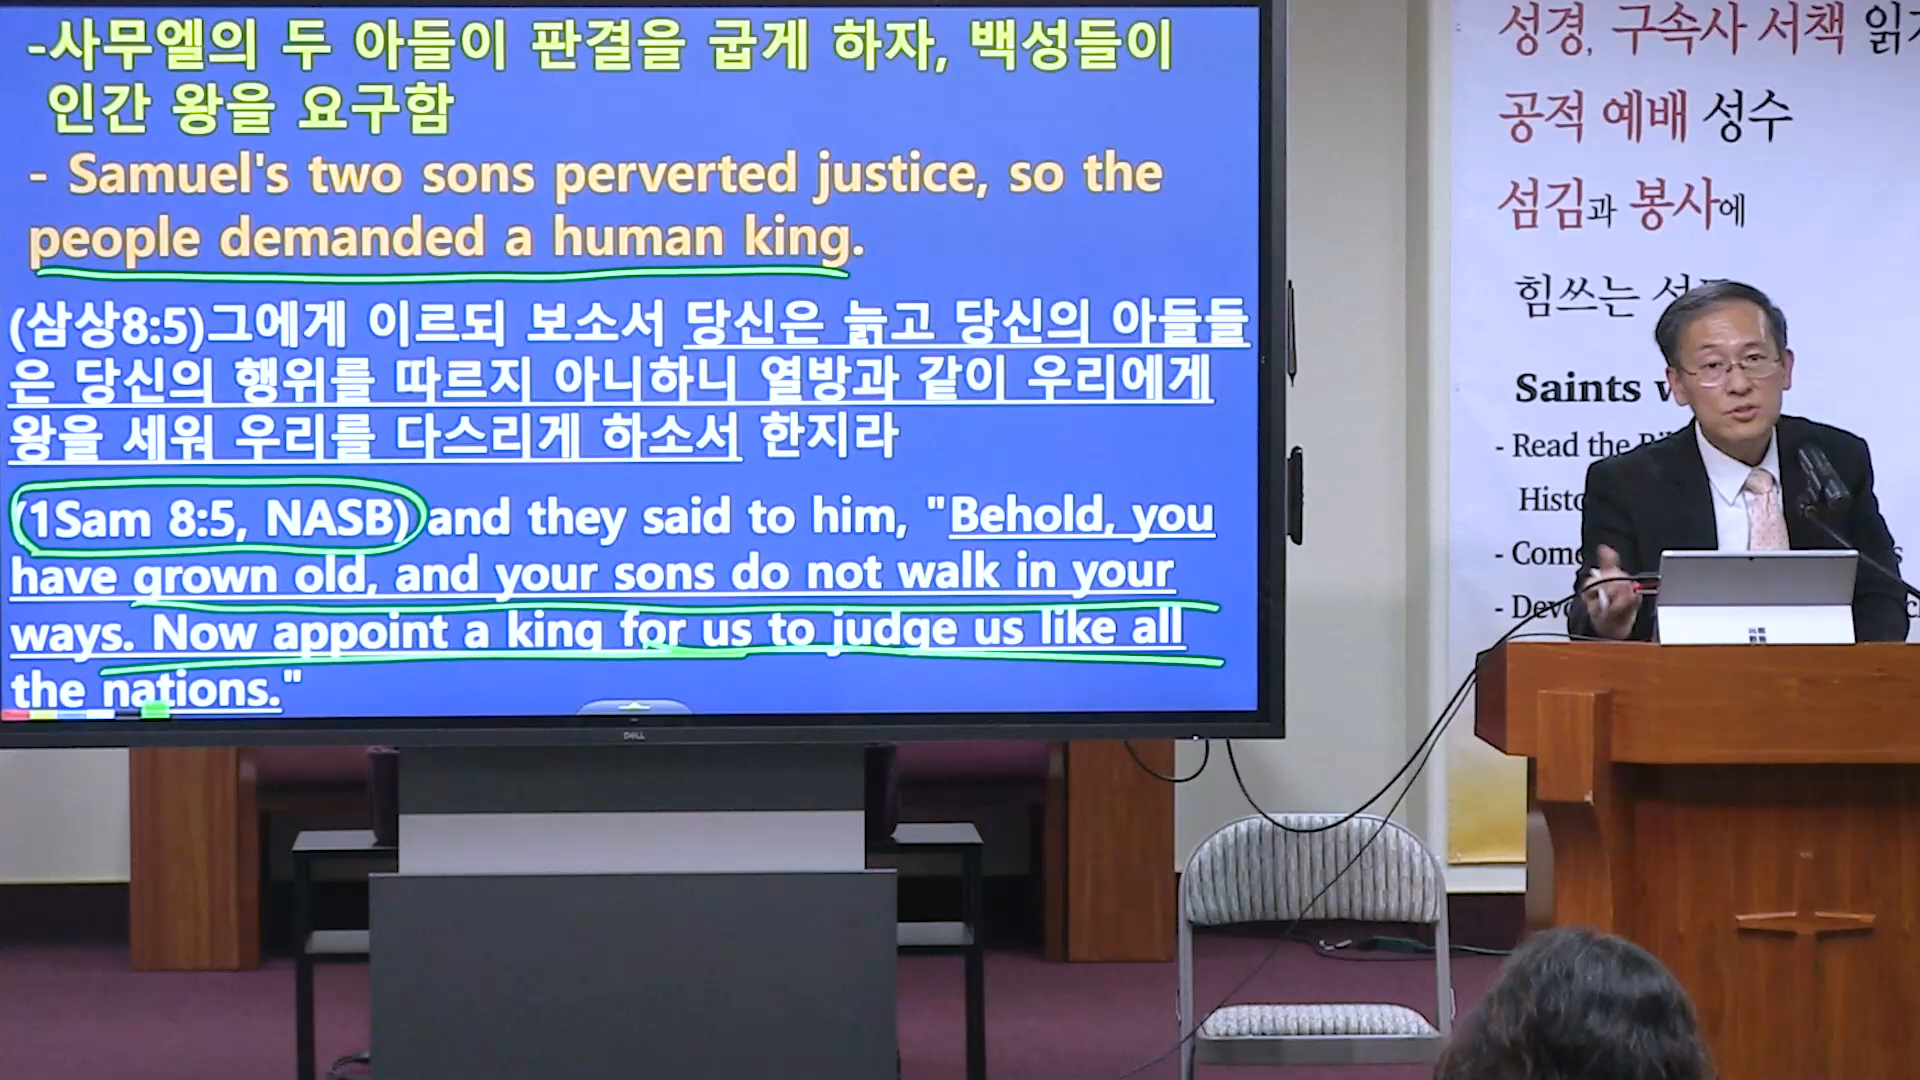 -사무엘의 두 아들이 판결을 굽게 하자, 백성들이
인간 왕을 요구함
- Samuel's two sons perverted justice, so the
people demanded a human king.
(삼상8:5)그에게 이르되 보소서 당신은 늙고 당신의 아들들
은 당신의 행위를 따르지 아니하니 열방과 같이 우리에게
왕을 세워 우리를 다스리게 하소서 한지라
(1Sam 8:5, NASB) and they said to him, "Behold, you
have grown old, and your sons do not walk in your
ways. Now appoint a king for us to judge us like all
the nations."
DELL
성경, 구속사 서책
공적 예배 성수
섬김과 봉사에
힘쓰는
Saints
- Read the
- Come